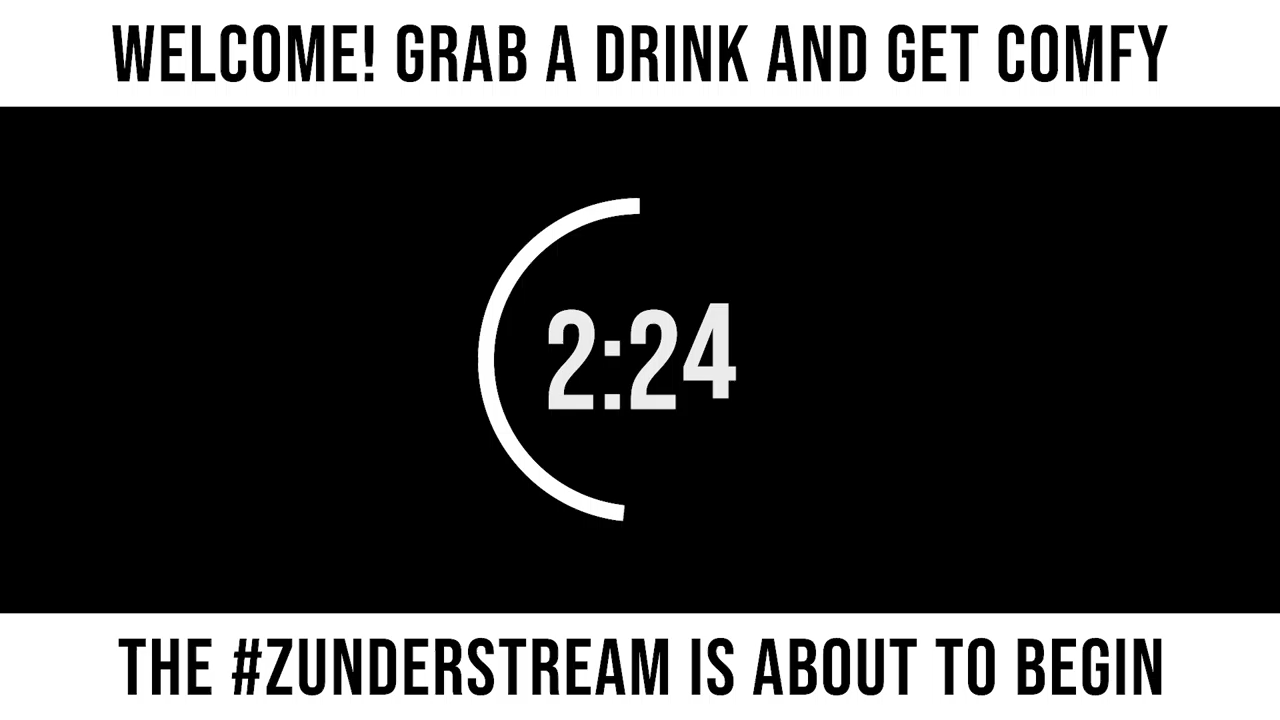 WELCOME! GRAB A DRINK AND GET COMFY
2:24
THE #ZUNDERSTREAM IS ABOUT TO BEGIN